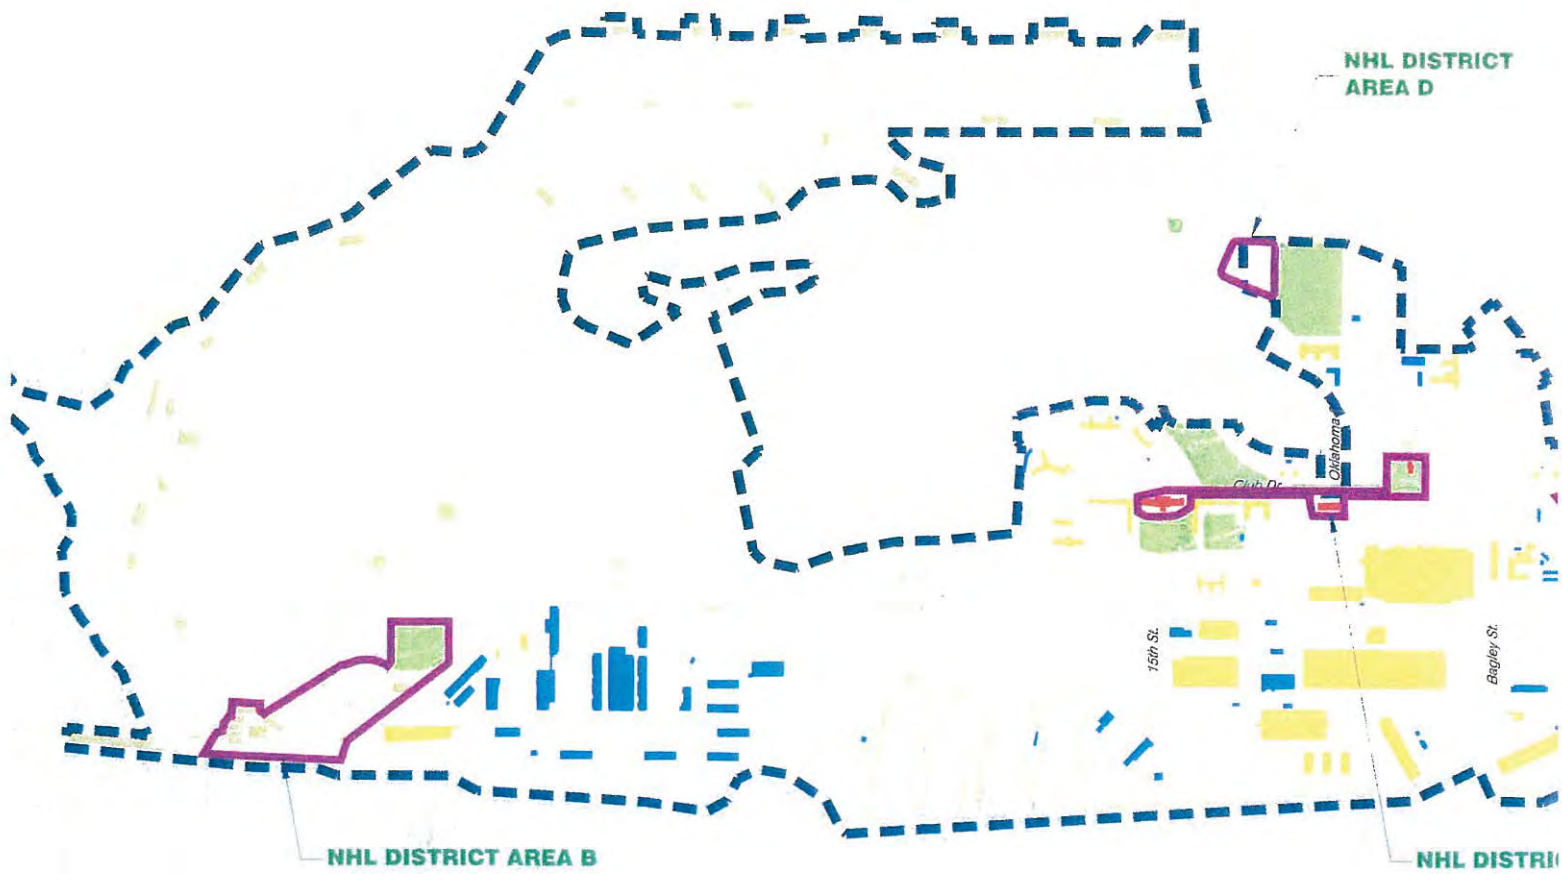 NHL DISTRICT
AREA D
Oklahoma
Club Dr.
15th St.
Bagley St.
NHL DISTRICT AREA B
NHL DISTRI